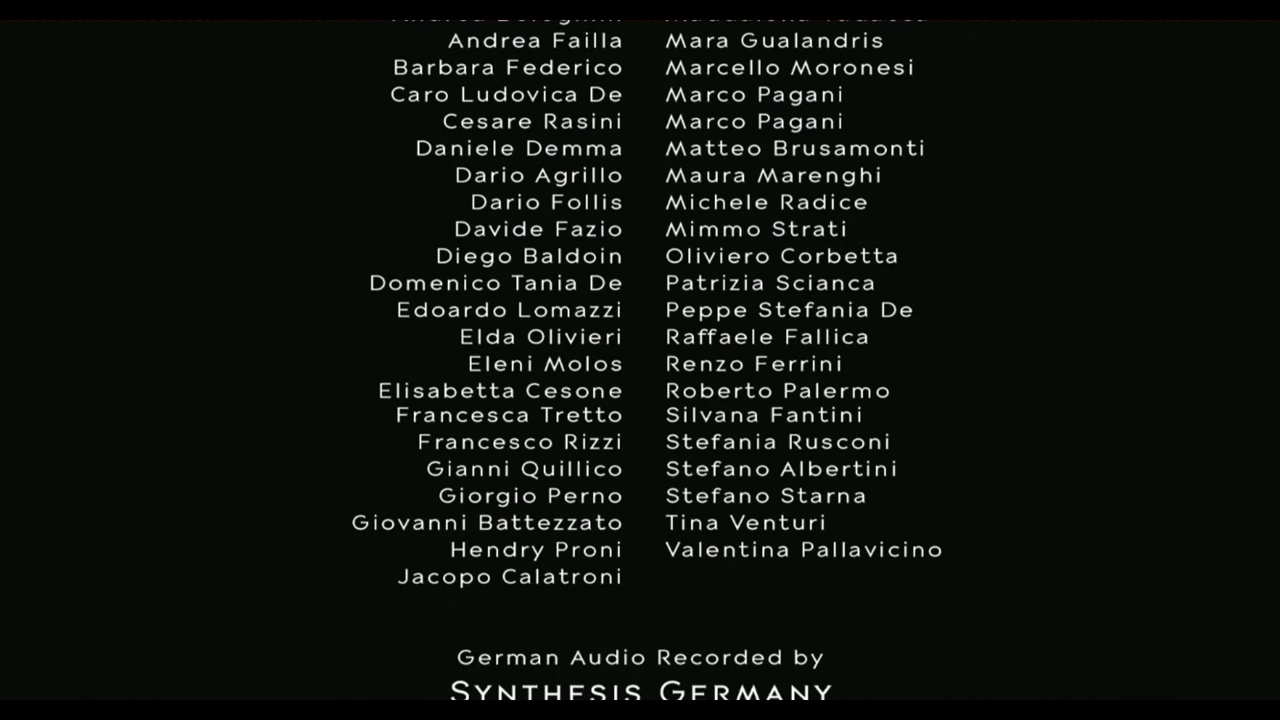 Andrea Failla Mara Gualandris
Barbara Federico Marcello Moronesi
Caro Ludovica De Marco Pagani
Cesare Rasini Marco Pagani
Daniele Demma Matteo Brusamonti
Dario Agrillo Maura Marenghi
Dario Follis Michele Radice
Davide Fazio Mimmo Strati
Diego Baldoin Oliviero Corbetta
Domenico Tania De Patrizia Scianca
Edoardo Lomazzi Peppe Stefania De
Elda Olivieri Raffaele Fallica
Eleni Molos Renzo Ferrini
Elisabetta Cesone Roberto Palermo
Francesca Tretto Silvana Fantini
Francesco Rizzi Stefania Rusconi
Gianni Quillico Stefano Albertini
Giorgio Perno Stefano Starna
Giovanni Battezzato Tina Venturi
Hendry Proni Valentina Pallavicino
Jacopo Calatroni
German Audio Recorded by
SYNTHESIS GERMANY